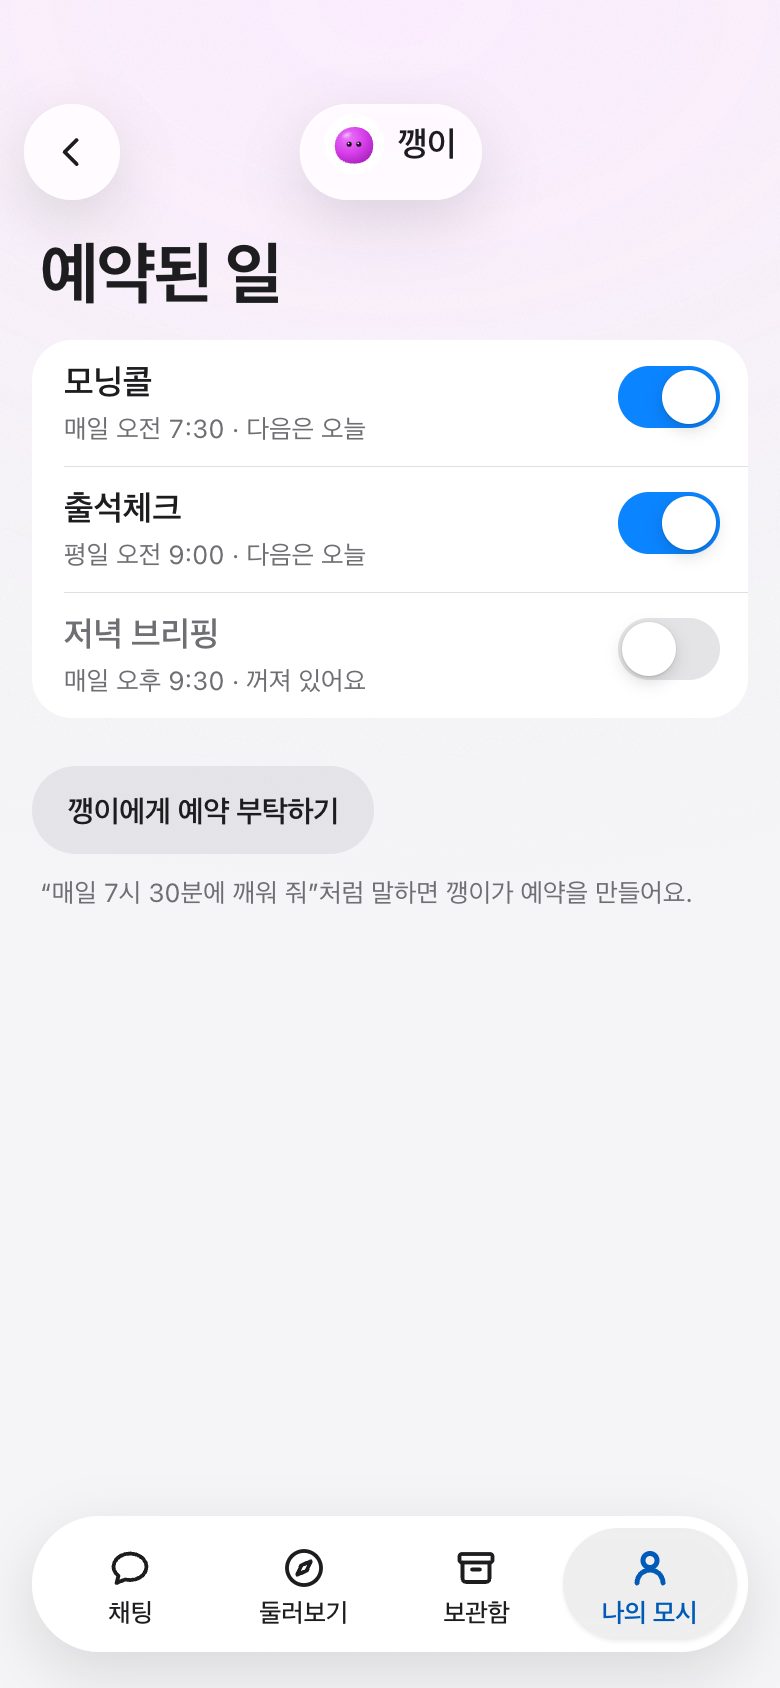 깽이
예약된 일
모닝콜
매일 오전 7:30 · 다음은 오늘
출석체크
평일 오전 9:00 · 다음은 오늘
저녁 브리핑
매일 오후 9:30 · 꺼져 있어요
깽이에게 예약 부탁하기
“매일 7시 30분에 깨워 줘”처럼 말하면 깽이가 예약을 만들어요.
채팅
둘러보기
보관함
나의 모시